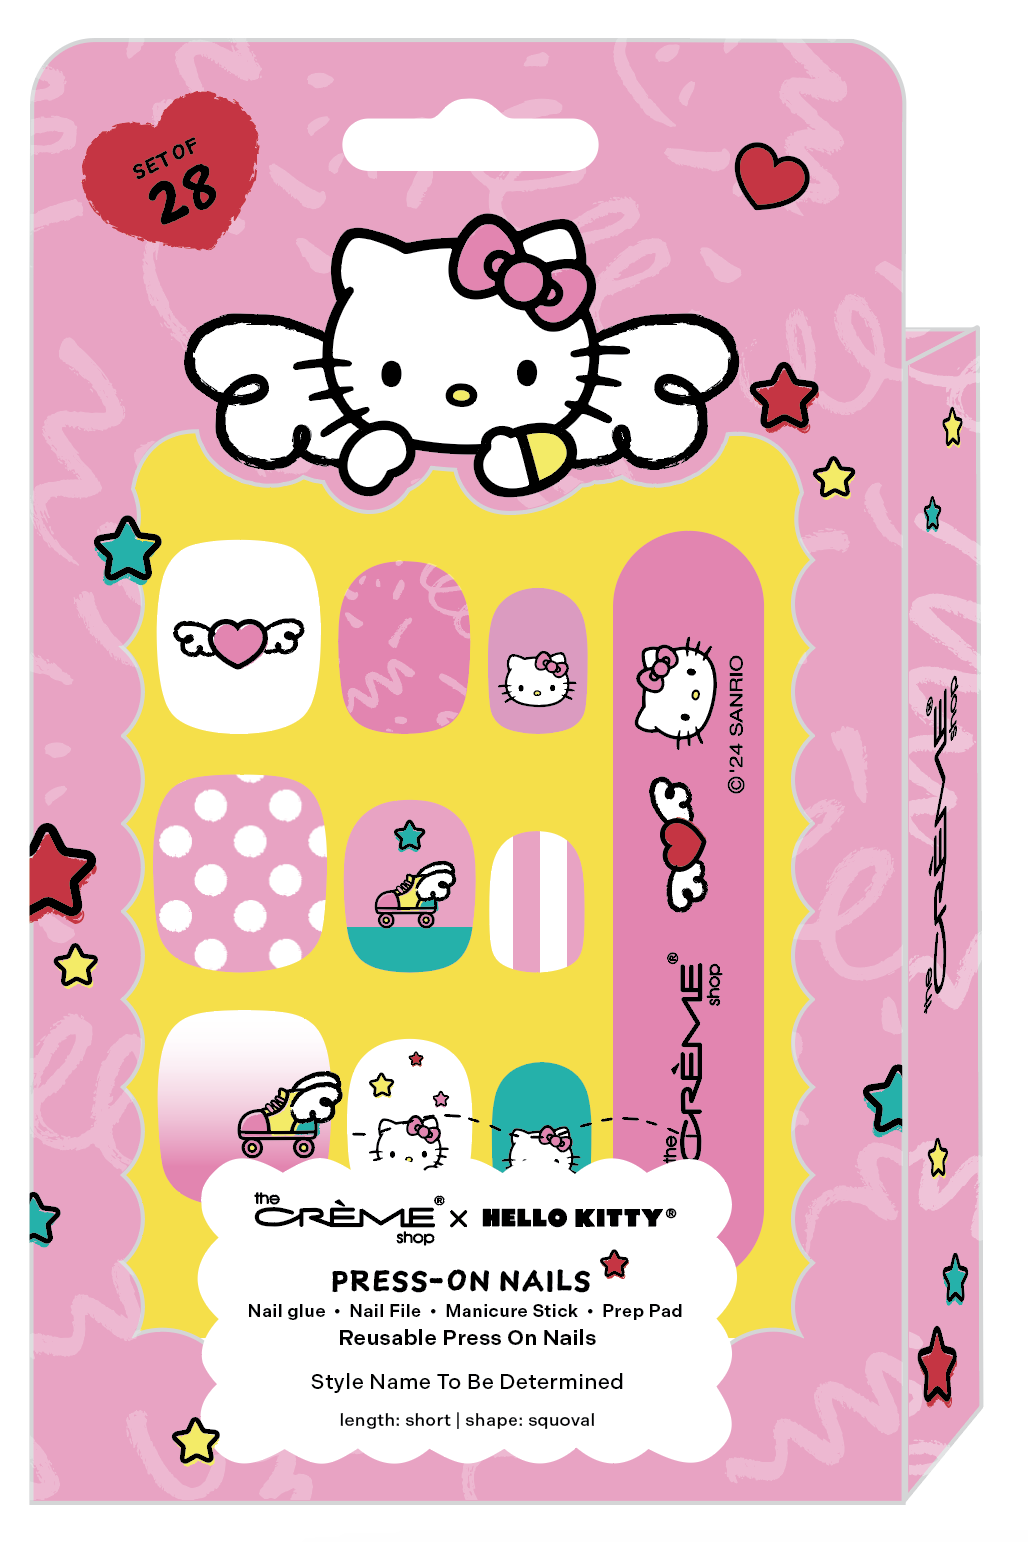 SET OF
28
©'24 SANRIO
the
CRÈME®
shop
the
CRÈME®
shop
the
CRÈME® x HELLO KITTY®
shop
PRESS-ON NAILS
Nail glue • Nail File • Manicure Stick • Prep Pad
Reusable Press On Nails
Style Name To Be Determined
length: short | shape: squoval